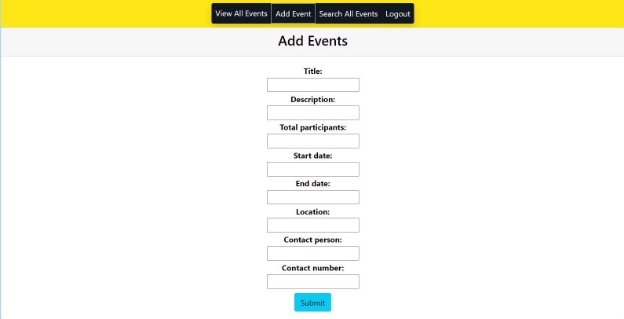 View All Events Add Event Search All Events Logout
Add Events
Title:
Description:
Total participants:
Start date:
End date:
Location:
Contact person:
Contact number:
Submit